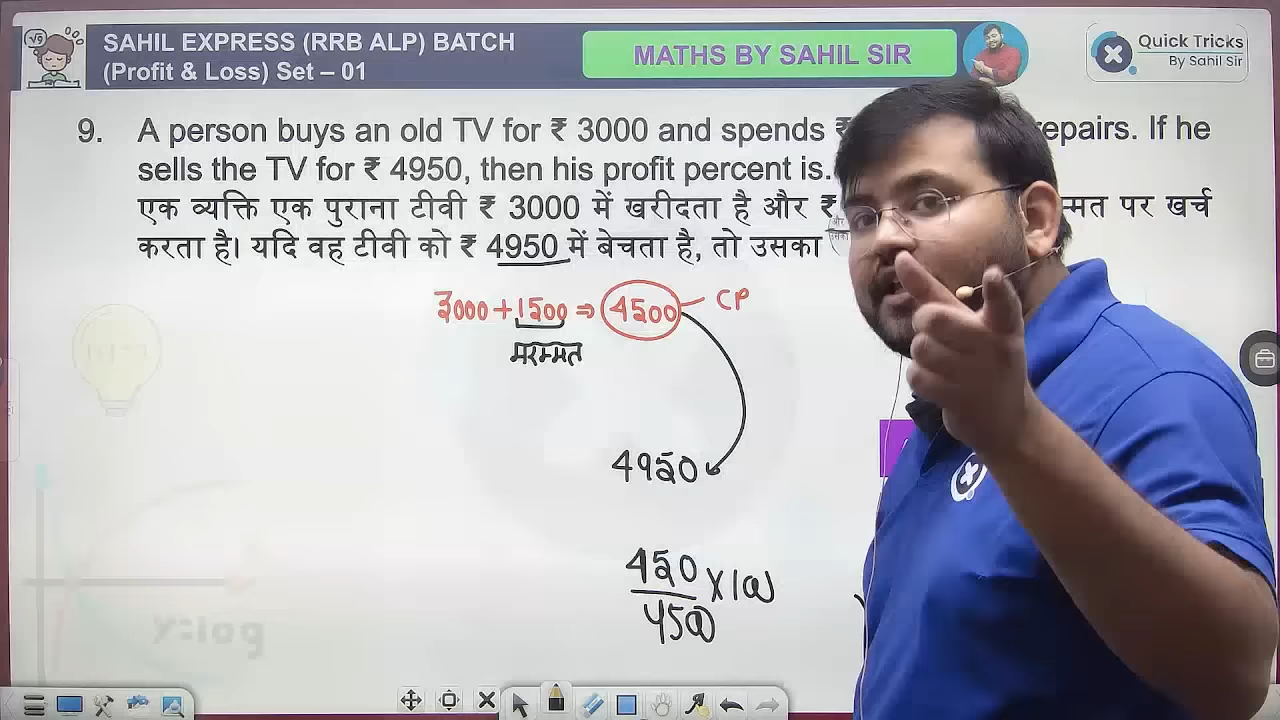 SAHIL EXPRESS (RRB ALP) BATCH
(Profit & Loss) Set – 01
MATHS BY SAHIL SIR
Quick Tricks
By Sahil Sir
9. A person buys an old TV for ₹ 3000 and spends ₹ repairs. If he
sells the TV for ₹ 4950, then his profit percent is.
एक व्यक्ति एक पुराना टीवी ₹ 3000 में खरीदता है और ₹ म्मत पर खर्च
करता है। यदि वह टीवी को ₹ 4950 में बेचता है, तो उसका
3000 + 1500 ⇒ 4500 – CP
मरम्मत
4950
450
4500 × 100
y=log